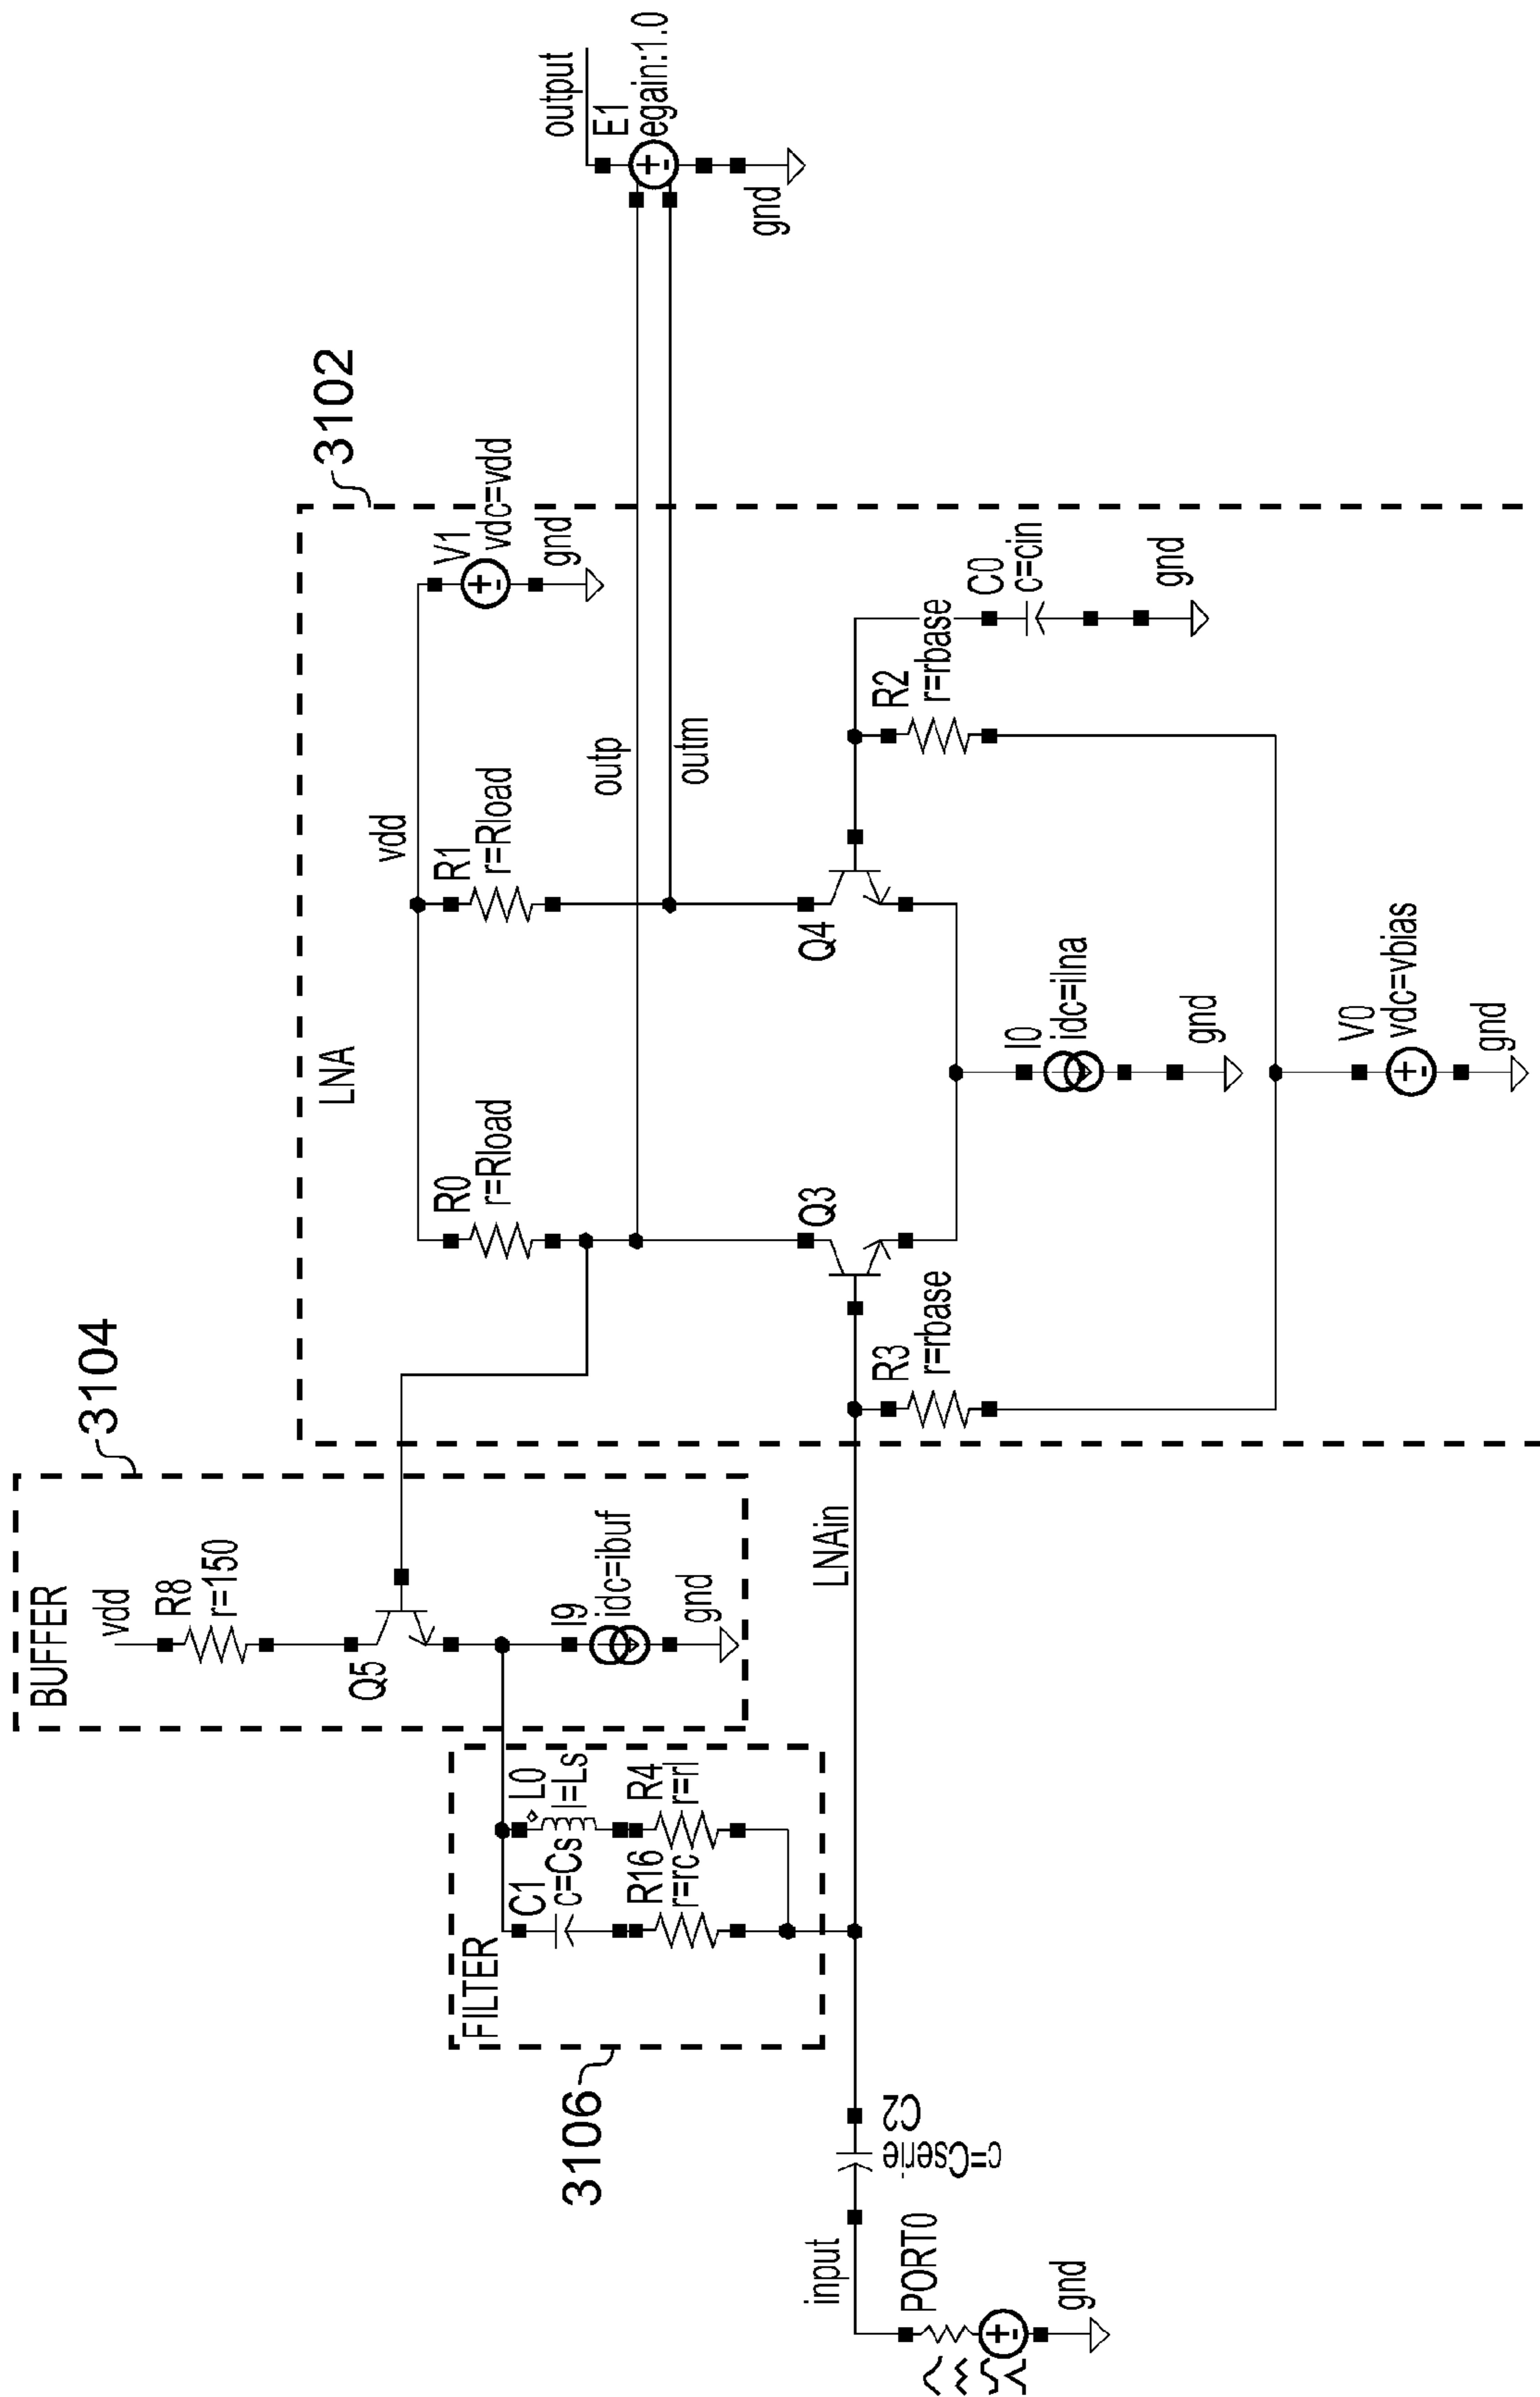 3104
BUFFER
vdd
R8
r=150
Q5
I9
idc=ibuf
gnd
3106
FILTER
C1
c=Cs
L0
l=Ls
R16
r=rc
R4
r=rl
input
C2
c=Cserie
PORT0
gnd
LNAin
3102
LNA
vdd
R0
r=Rload
R1
r=Rload
V1
vdc=vdd
gnd
outp
outm
Q3
Q4
R3
r=rbase
R2
r=rbase
C0
c=cin
gnd
I0
idc=ilna
gnd
V0
vdc=vbias
gnd
output
E1
egain:1.0
gnd